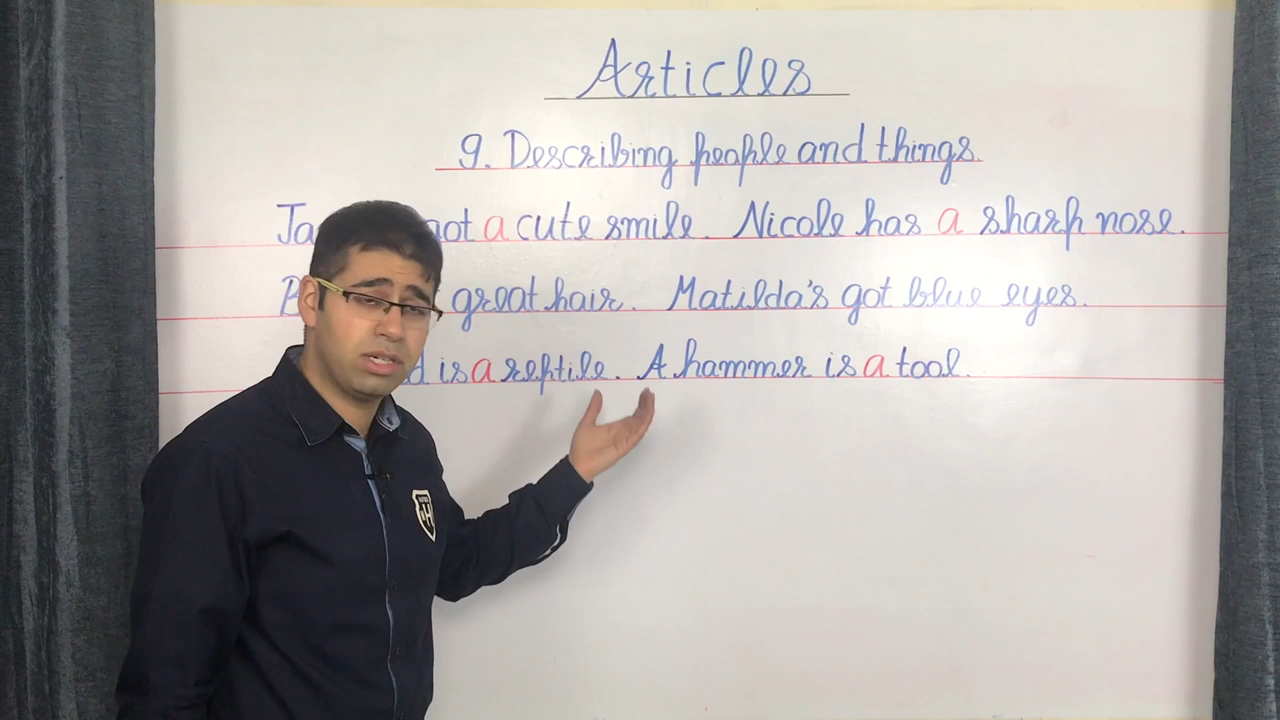 Articles
9. Describing people and things.
got a cute smile. Nicole has a sharp nose.
great hair. Matilda's got blue eyes.
is a reptile. A hammer is a tool.